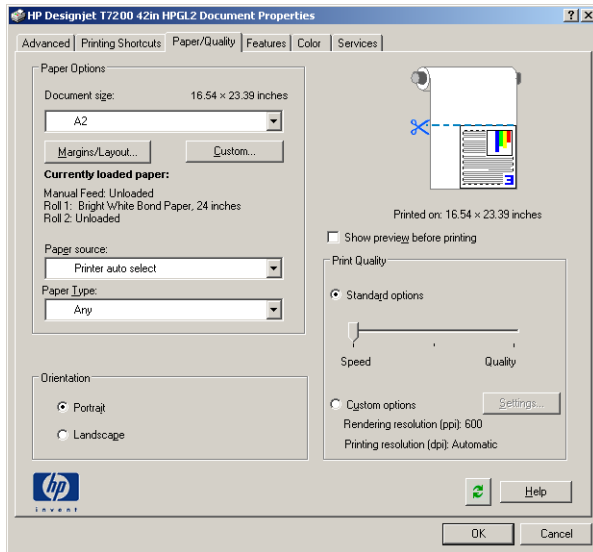 HP Designjet T7200 42in HPGL2 Document Properties
Advanced Printing Shortcuts Paper/Quality Features Color Services
Paper Options
Document size: 16.54 × 23.39 inches
A2
Margins/Layout... Custom...
Currently loaded paper:
Manual Feed: Unloaded
Roll 1: Bright White Bond Paper, 24 inches
Roll 2: Unloaded
Paper source:
Printer auto select
Paper Type:
Any
Orientation
Portrait
Landscape
3
Printed on: 16.54 × 23.39 inches
Show preview before printing
Print Quality
Standard options
Speed Quality
Custom options Settings...
Rendering resolution (ppi): 600
Printing resolution (dpi): Automatic
hp
invent
Help
OK Cancel